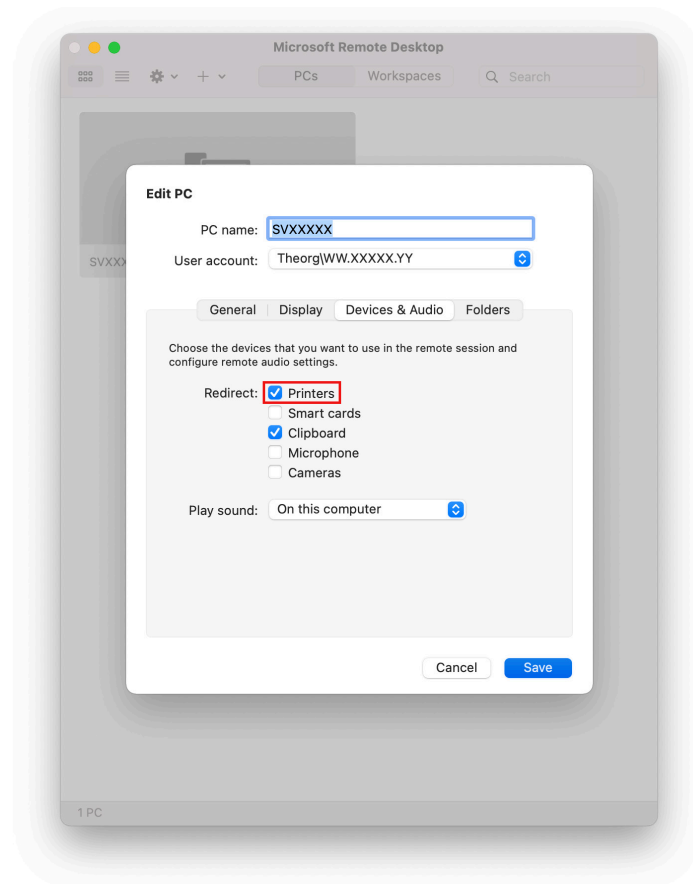 Microsoft Remote Desktop
PCs Workspaces Search
SVXXX
Edit PC
PC name: SVXXXXX
User account: Theorg\WW.XXXXX.YY
General Display Devices & Audio Folders
Choose the devices that you want to use in the remote session and
configure remote audio settings.
Redirect: Printers
Smart cards
Clipboard
Microphone
Cameras
Play sound: On this computer
Cancel Save
1 PC